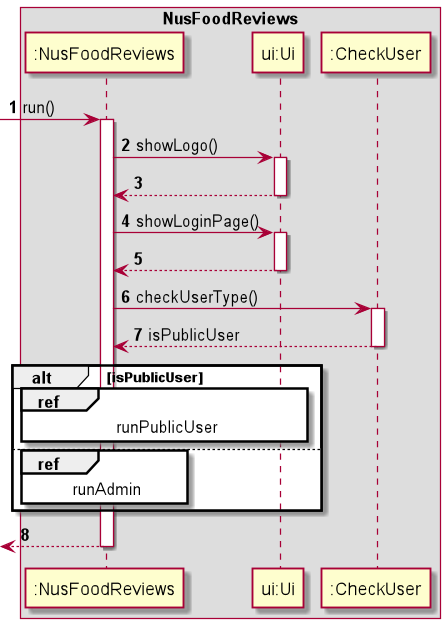 NusFoodReviews
:NusFoodReviews ui:Ui :CheckUser
1 run()
2 showLogo()
3
4 showLoginPage()
5
6 checkUserType()
7 isPublicUser
alt [isPublicUser]
ref
runPublicUser
ref
runAdmin
8
:NusFoodReviews ui:Ui :CheckUser